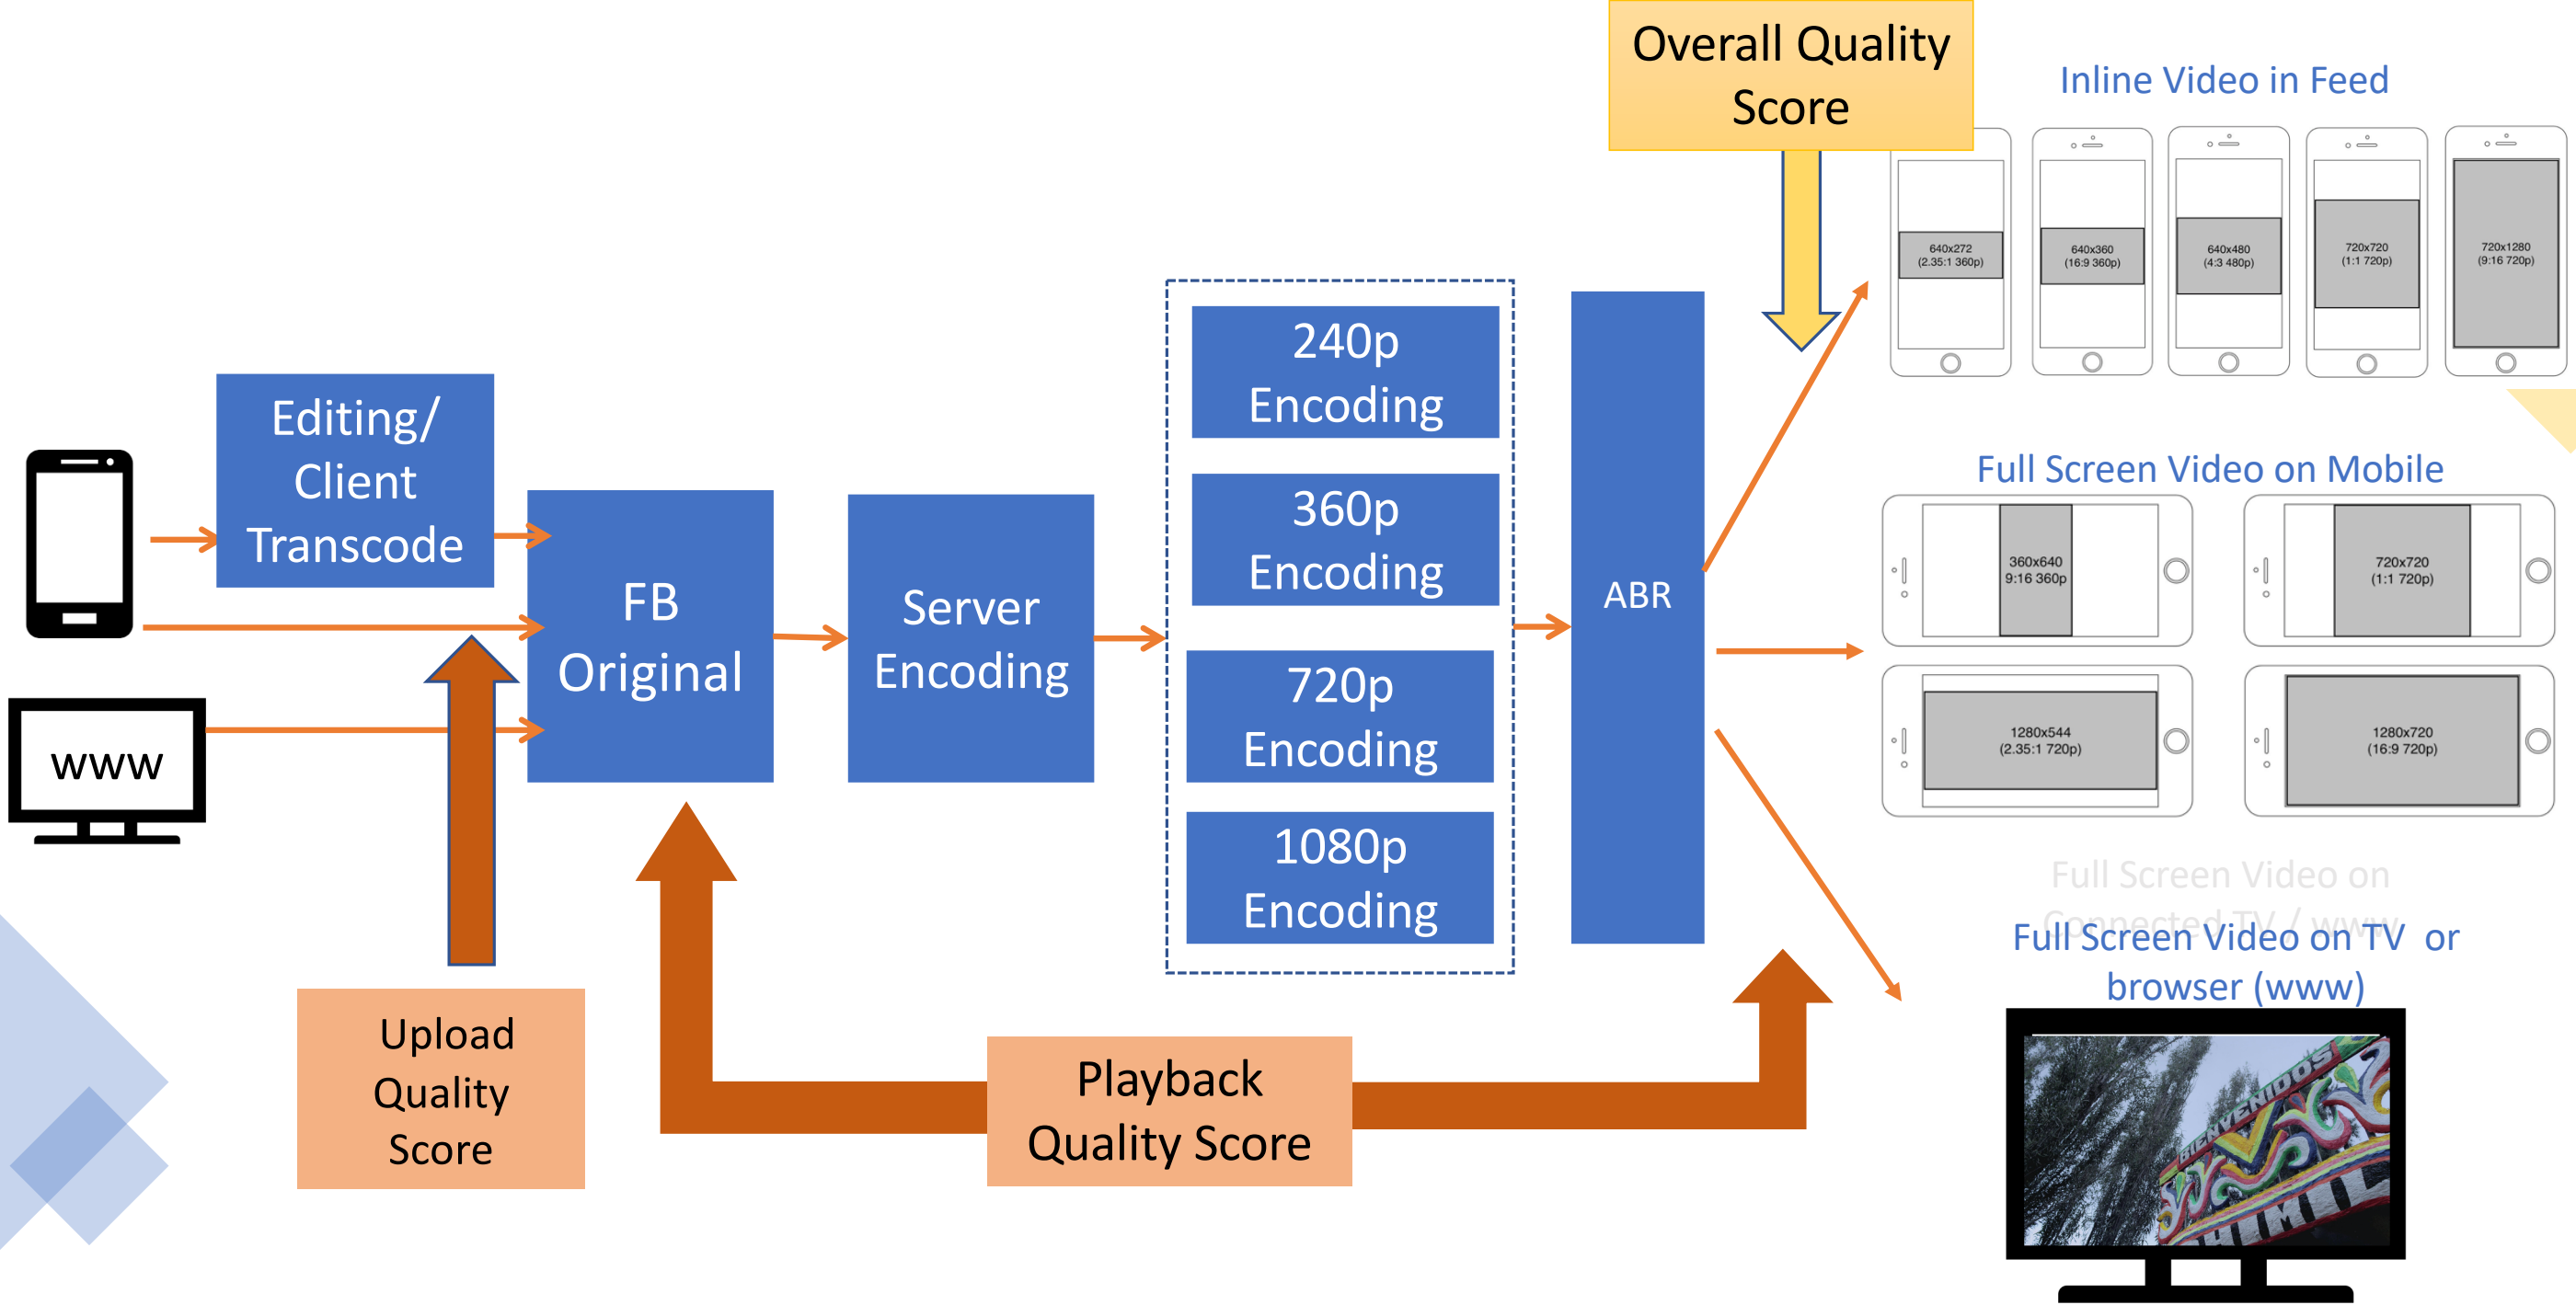 Overall Quality
Score
Inline Video in Feed
640x272
(2.35:1 360p)
640x360
(16:9 360p)
640x480
(4:3 480p)
720x720
(1:1 720p)
720x1280
(9:16 720p)
Editing/
Client
Transcode
FB
Original
Server
Encoding
240p
Encoding
360p
Encoding
720p
Encoding
1080p
Encoding
ABR
Full Screen Video on Mobile
360x640
9:16 360p
720x720
(1:1 720p)
1280x544
(2.35:1 720p)
1280x720
(16:9 720p)
www
Full Screen Video on
Connected TV / www
Full Screen Video on TV or
browser (www)
Upload
Quality
Score
Playback
Quality Score
BIENVENIDOS